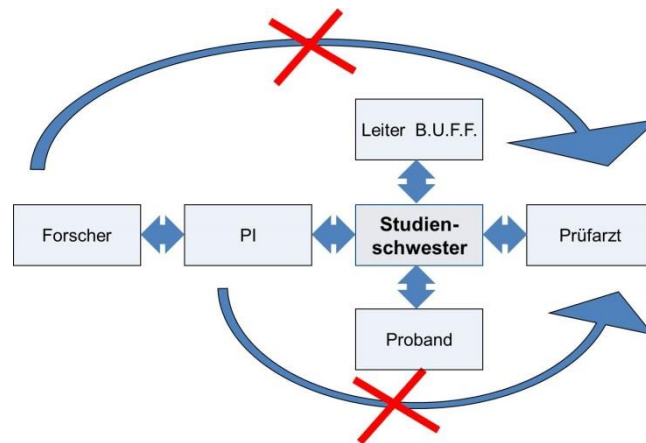 Leiter B.U.F.F.
Forscher
PI
Studien-
schwester
Prüfarzt
Proband